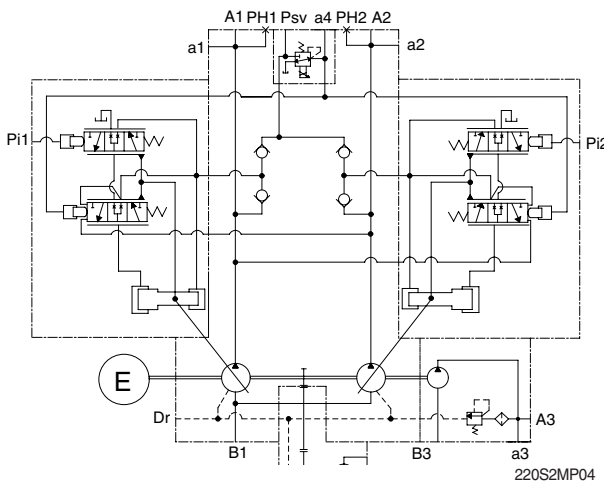 A1 PH1 Psv a4 PH2 A2
a1 a2
Pi1 Pi2
E
Dr A3
B1 B3 a3
220S2MP04